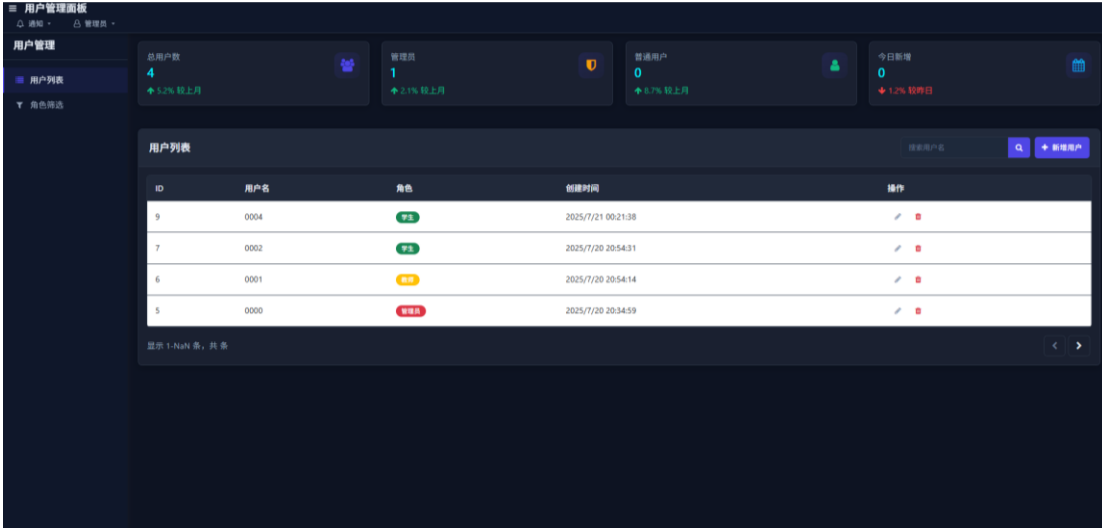 用户管理面板
通知
管理员
用户管理
用户列表
角色筛选
总用户数
4
5.2% 较上月
管理员
1
2.1% 较上月
普通用户
0
8.7% 较上月
今日新增
0
1.2% 较昨日
用户列表
搜索用户名
新增用户
ID 用户名 角色 创建时间 操作
9 0004 学生 2025/7/21 00:21:38
7 0002 学生 2025/7/20 20:54:31
6 0001 教师 2025/7/20 20:54:14
5 0000 管理员 2025/7/20 20:34:59
显示 1-NaN 条，共 条